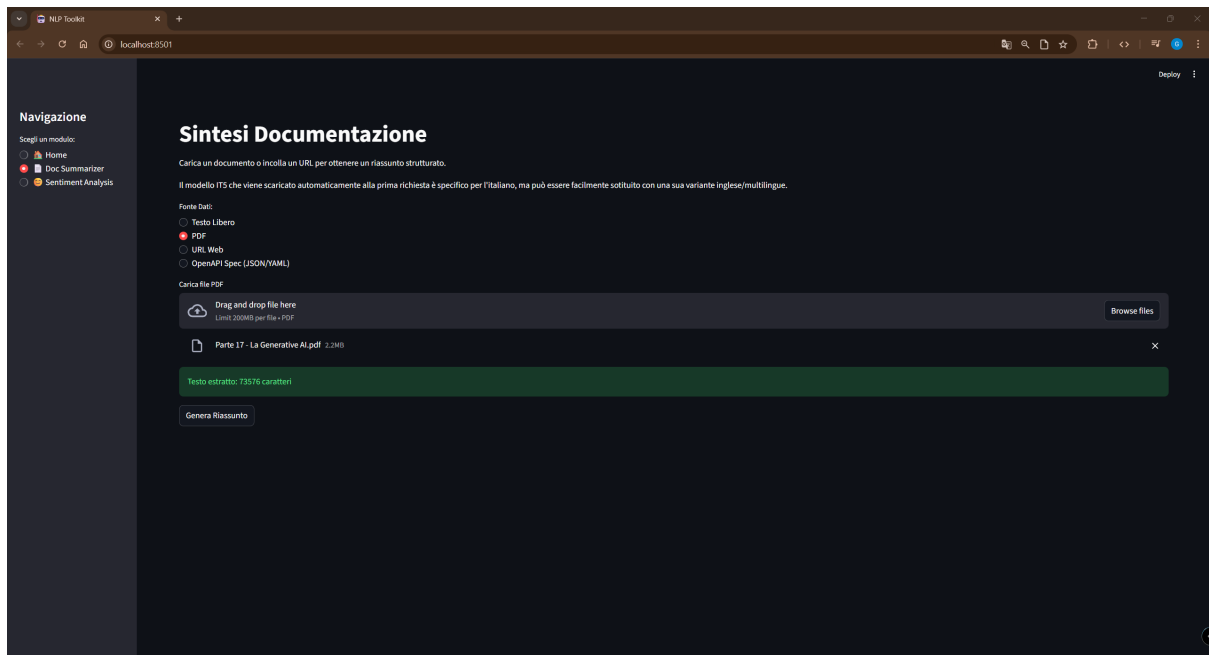 NLP Toolkit
localhost:8501
Deploy
Navigazione
Scegli un modulo:
Home
Doc Summarizer
Sentiment Analysis
Sintesi Documentazione
Carica un documento o incolla un URL per ottenere un riassunto strutturato.
Il modello IT5 che viene scaricato automaticamente alla prima richiesta è specifico per l'italiano, ma può essere facilmente sotituito con una sua variante inglese/multilingue.
Fonte Dati:
Testo Libero
PDF
URL Web
OpenAPI Spec (JSON/YAML)
Carica file PDF
Drag and drop file here
Limit 200MB per file • PDF
Browse files
Parte 17 - La Generative AI.pdf 2.2MB
Testo estratto: 73576 caratteri
Genera Riassunto